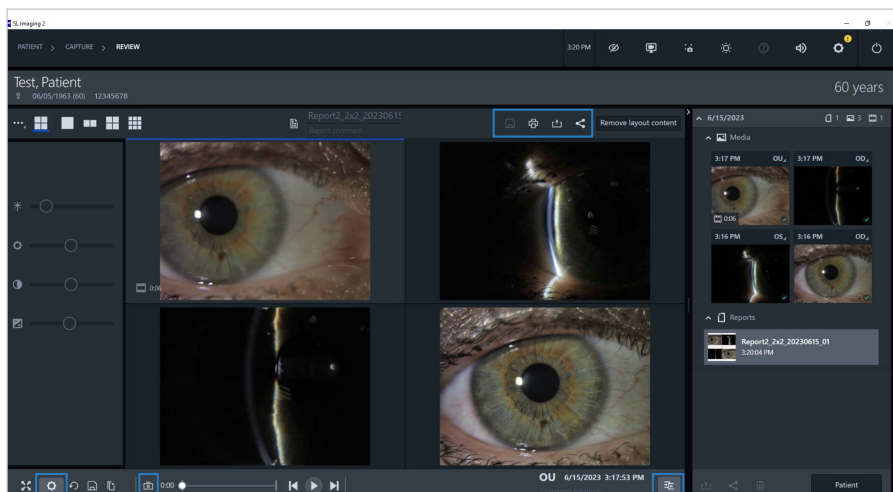 SL Imaging 2
PATIENT > CAPTURE > REVIEW
3:20 PM
Test, Patient
06/05/1963 (60) 12345678
60 years
Report2_2x2_20230615
Report comment
Remove layout content
6/15/2023
1
3
1
Media
3:17 PM OU
3:17 PM OD
0:06
3:16 PM OS
3:16 PM OD
0:06
Reports
Report2_2x2_20230615_01
3:20:04 PM
0:00
OU 6/15/2023 3:17:53 PM
Patient